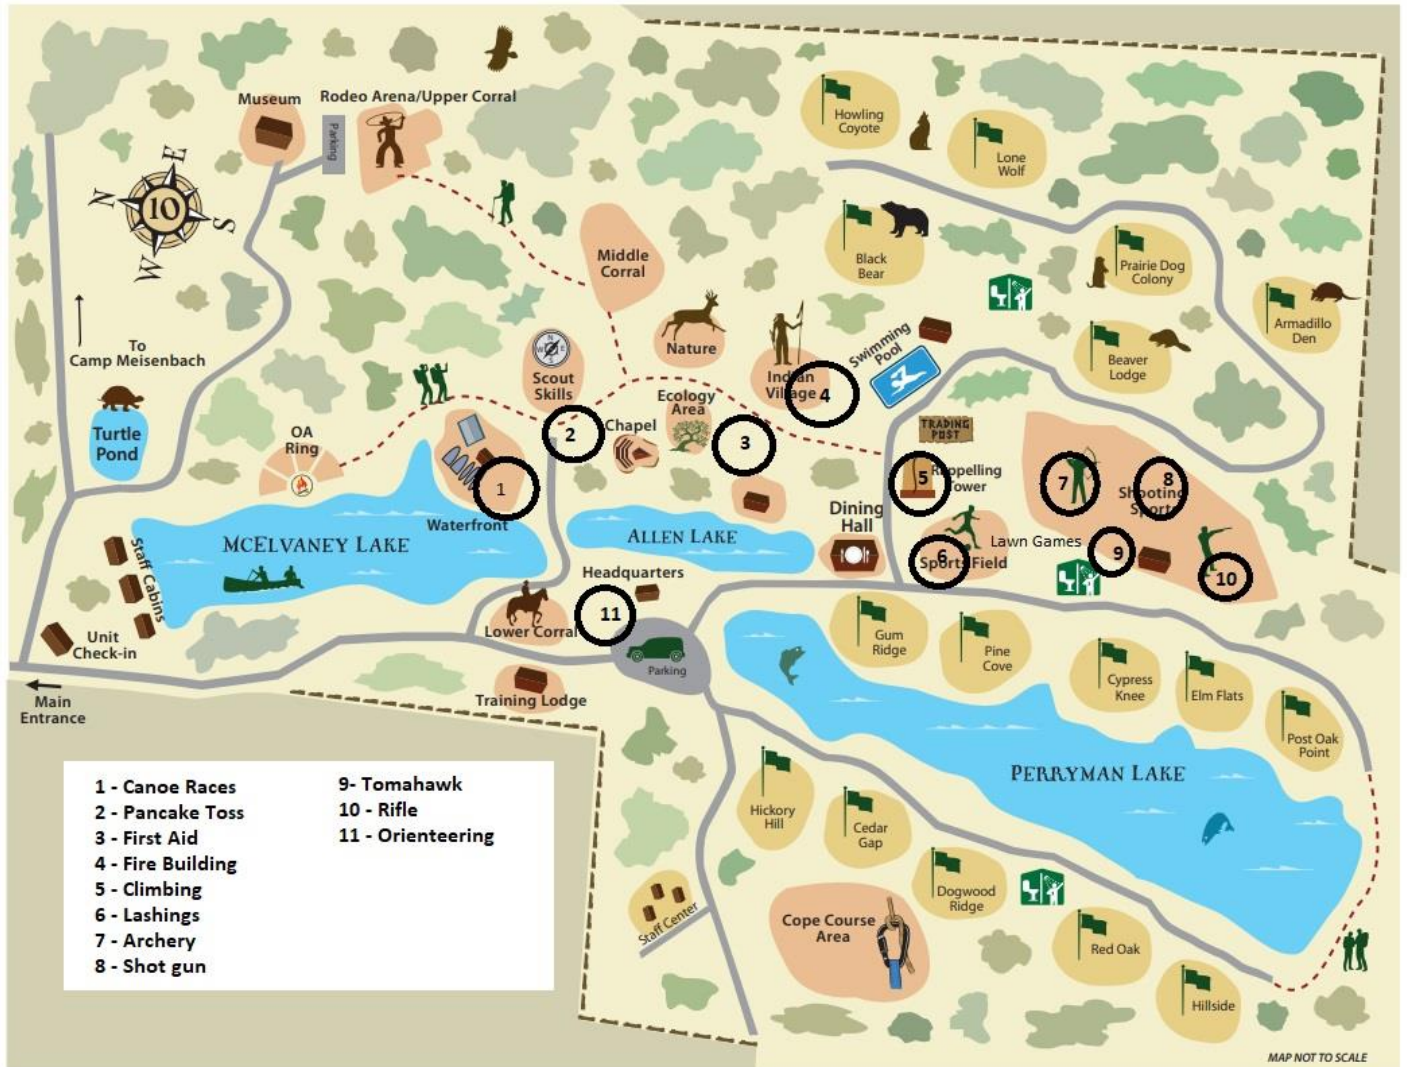 Museum
Rodeo Arena/Upper Corral
Parking
Howling
Coyote
Lone
Wolf
N
E
S
W
10
Middle
Corral
Black
Bear
Prairie Dog
Colony
Armadillo
Den
To
Camp Meisenbach
Nature
Swimming
Pool
Beaver
Lodge
N
W
E
S
Scout
Skills
Indian
Village
4
Ecology
Area
Turtle
Pond
OA
Ring
2
Chapel
3
TRADING
POST
1
Waterfront
5
Rappelling
Tower
7
8
Shooting
Sports
Dining
Hall
MCELVANEY LAKE
ALLEN LAKE
Lawn Games
6
Sports Field
9
10
Staff Cabins
Headquarters
11
Lower Corral
Unit
Check-in
Parking
Gum
Ridge
Pine
Cove
Cypress
Knee
Elm Flats
Post Oak
Point
Main
Entrance
Training Lodge
PERRYMAN LAKE
1 - Canoe Races
2 - Pancake Toss
3 - First Aid
4 - Fire Building
5 - Climbing
6 - Lashings
7 - Archery
8 - Shot gun
9- Tomahawk
10 - Rifle
11 - Orienteering
Hickory
Hill
Cedar
Gap
Dogwood
Ridge
Staff Center
Cope Course
Area
Red Oak
Hillside
MAP NOT TO SCALE